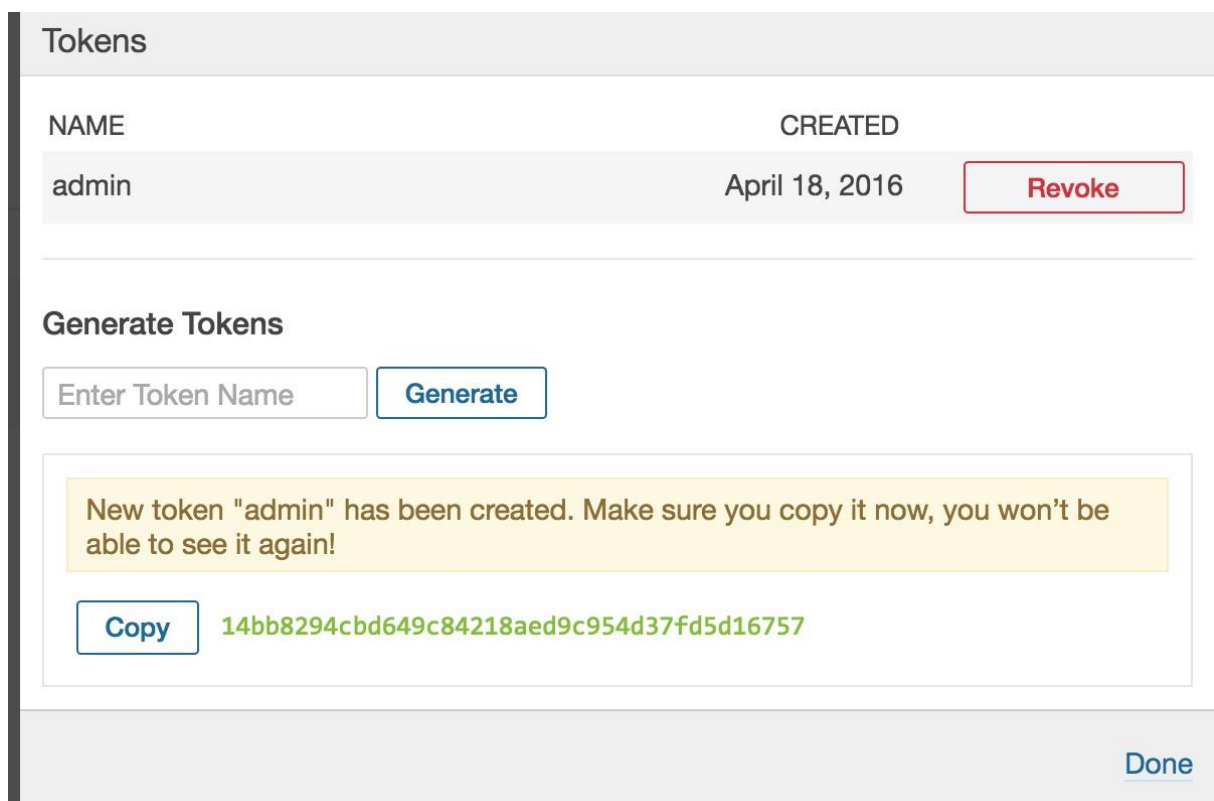 Tokens
NAME CREATED
admin April 18, 2016 Revoke
Generate Tokens
Enter Token Name Generate
New token "admin" has been created. Make sure you copy it now, you won’t be
able to see it again!
Copy 14bb8294cbd649c84218aed9c954d37fd5d16757
Done